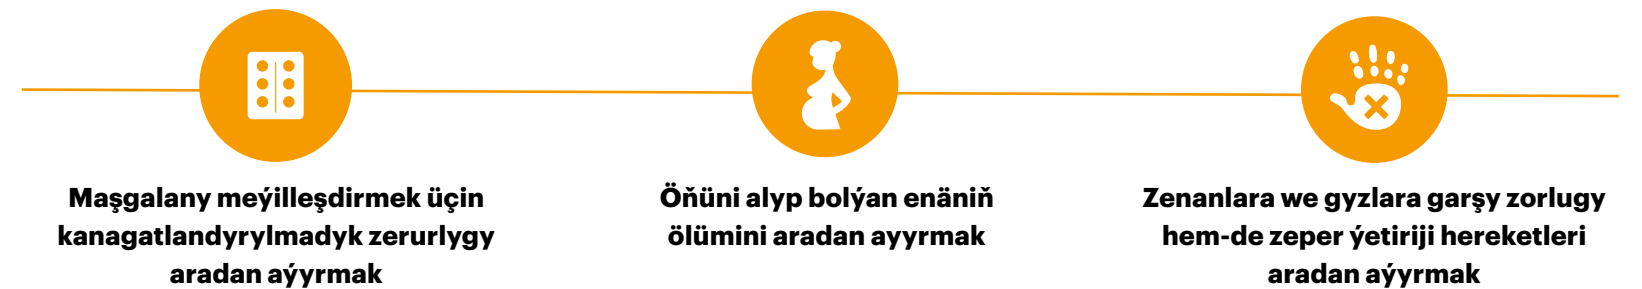 Maşgalany meýilleşdirmek üçin
kanagatlandyrylmadyk zerurlygy
aradan aýyrmak
Öňüni alyp bolýan enäniň
ölümini aradan ayyrmak
Zenanlara we gyzlara garşy zorlugy
hem-de zeper ýetiriji hereketleri
aradan aýyrmak